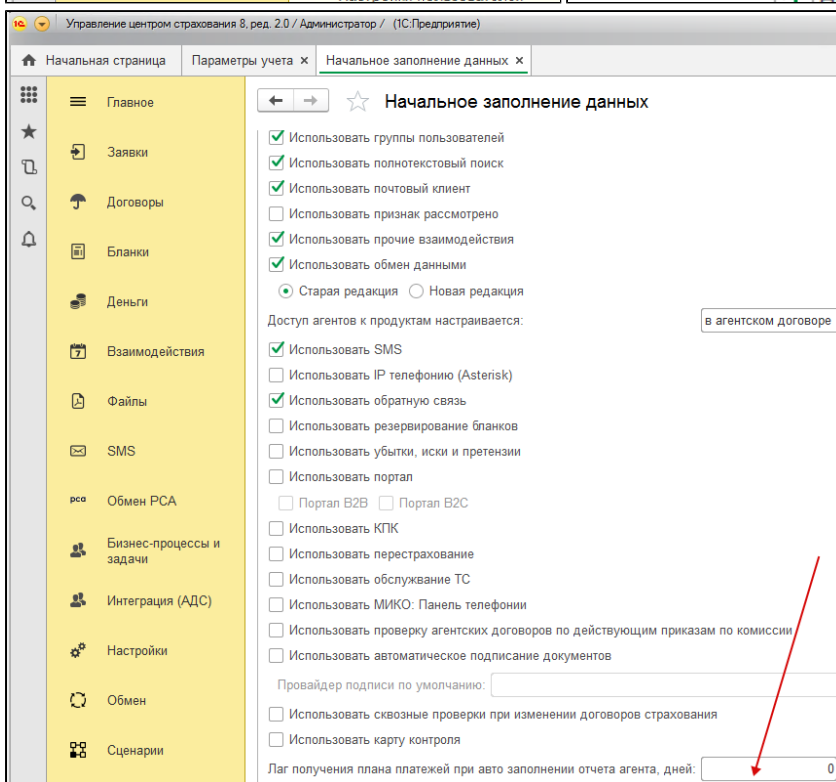 1С Управление центром страхования 8, ред. 2.0 / Администратор / (1С:Предприятие)
Начальная страница
Параметры учета ×
Начальное заполнение данных ×
Главное
Заявки
Договоры
Бланки
Деньги
7 Взаимодействия
Файлы
SMS
рса Обмен РСА
Бизнес-процессы и
задачи
Интеграция (АДС)
Настройки
Обмен
Сценарии
Начальное заполнение данных
Использовать группы пользователей
Использовать полнотекстовый поиск
Использовать почтовый клиент
Использовать признак рассмотрено
Использовать прочие взаимодействия
Использовать обмен данными
Старая редакция Новая редакция
Доступ агентов к продуктам настраивается: в агентском договоре
Использовать SMS
Использовать IP телефонию (Asterisk)
Использовать обратную связь
Использовать резервирование бланков
Использовать убытки, иски и претензии
Использовать портал
Портал B2B Портал B2C
Использовать КПК
Использовать перестрахование
Использовать обслужвание ТС
Использовать МИКО: Панель телефонии
Использовать проверку агентских договоров по действующим приказам по комиссии
Использовать автоматическое подписание документов
Провайдер подписи по умолчанию:
Использовать сквозные проверки при изменении договоров страхования
Использовать карту контроля
Лаг получения плана платежей при авто заполнении отчета агента, дней: 0